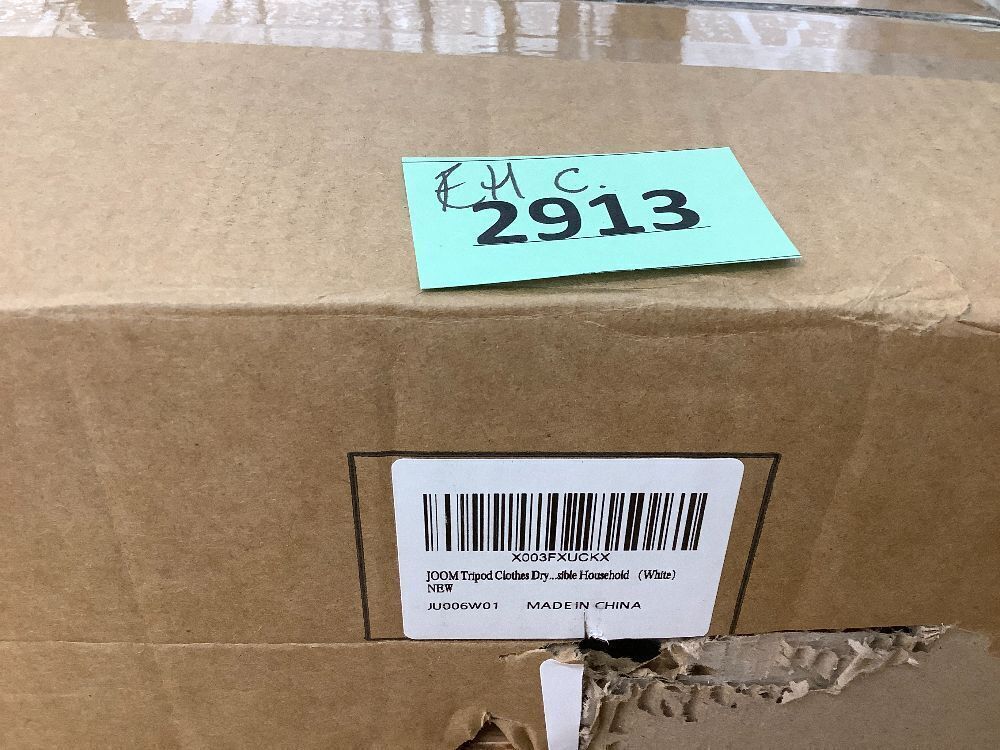 EH C.
2913
X003FXUCKX
JOOM Tripod Clothes Dry...sible Household (White)
NEW
JU006W01 MADE IN CHINA